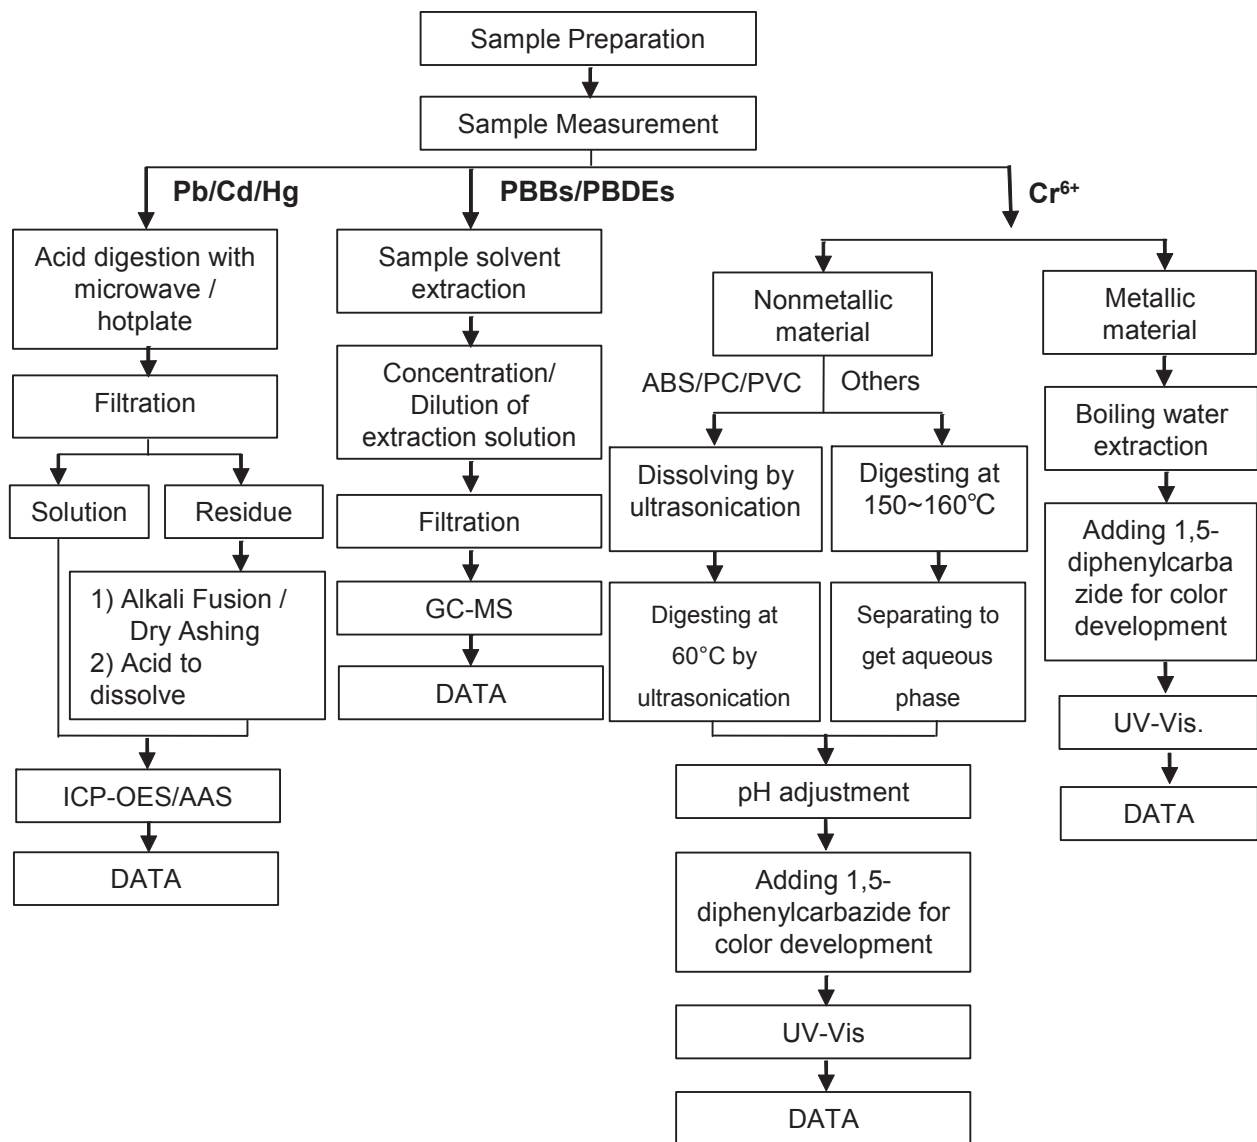 Sample Preparation
Sample Measurement
Pb/Cd/Hg
PBBs/PBDEs
Cr⁶⁺
Acid digestion with
microwave /
hotplate
Filtration
Solution
Residue
1) Alkali Fusion /
Dry Ashing
2) Acid to
dissolve
ICP-OES/AAS
DATA
Sample solvent
extraction
Concentration/
Dilution of
extraction solution
Filtration
GC-MS
DATA
Nonmetallic
material
ABS/PC/PVC
Others
Dissolving by
ultrasonication
Digesting at
60°C by
ultrasonication
Digesting at
150~160℃
Separating to
get aqueous
phase
pH adjustment
Adding 1,5-
diphenylcarbazide for
color development
UV-Vis
DATA
Metallic
material
Boiling water
extraction
Adding 1,5-
diphenylcarba
zide for color
development
UV-Vis.
DATA